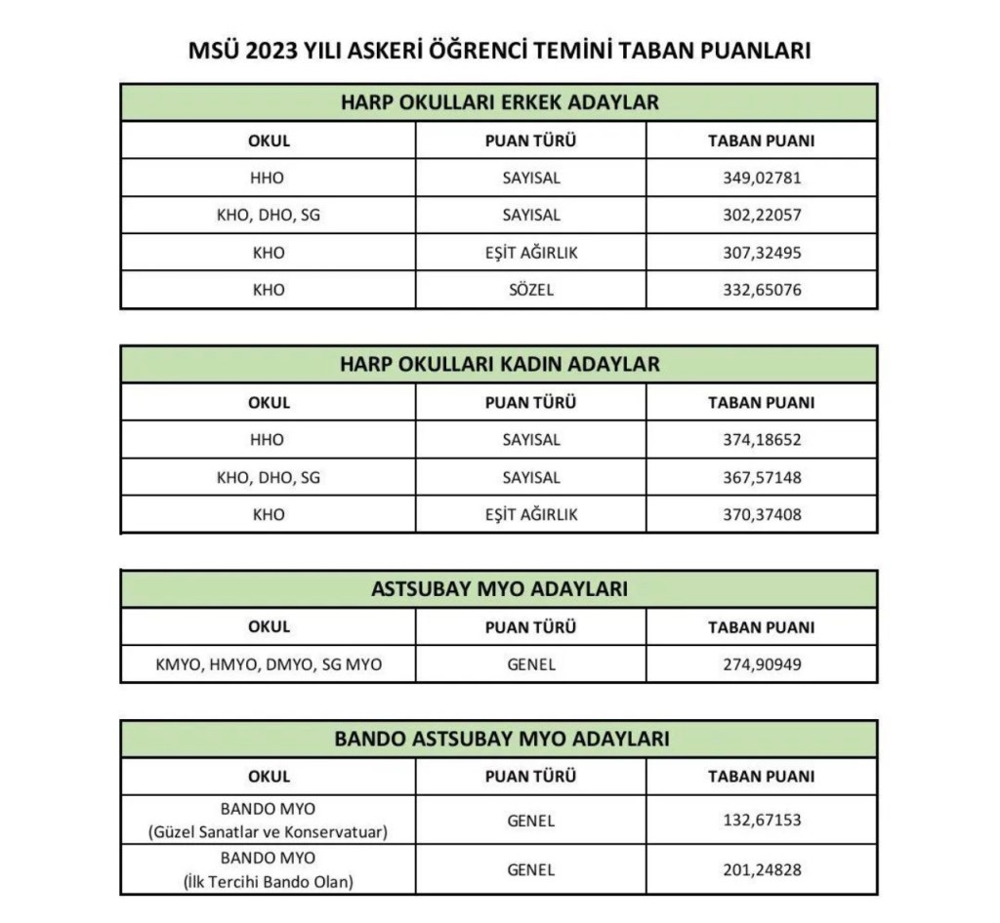 MSÜ 2023 YILI ASKERİ ÖĞRENCİ TEMİNİ TABAN PUANLARI
HARP OKULLARI ERKEK ADAYLAR
OKUL PUAN TÜRÜ TABAN PUANI
HHO SAYISAL 349,02781
KHO, DHO, SG SAYISAL 302,22057
KHO EŞİT AĞIRLIK 307,32495
KHO SÖZEL 332,65076
HARP OKULLARI KADIN ADAYLAR
OKUL PUAN TÜRÜ TABAN PUANI
HHO SAYISAL 374,18652
KHO, DHO, SG SAYISAL 367,57148
KHO EŞİT AĞIRLIK 370,37408
ASTSUBAY MYO ADAYLARI
OKUL PUAN TÜRÜ TABAN PUANI
KMYO, HMYO, DMYO, SG MYO GENEL 274,90949
BANDO ASTSUBAY MYO ADAYLARI
OKUL PUAN TÜRÜ TABAN PUANI
BANDO MYO
(Güzel Sanatlar ve Konservatuar) GENEL 132,67153
BANDO MYO
(İlk Tercihi Bando Olan) GENEL 201,24828